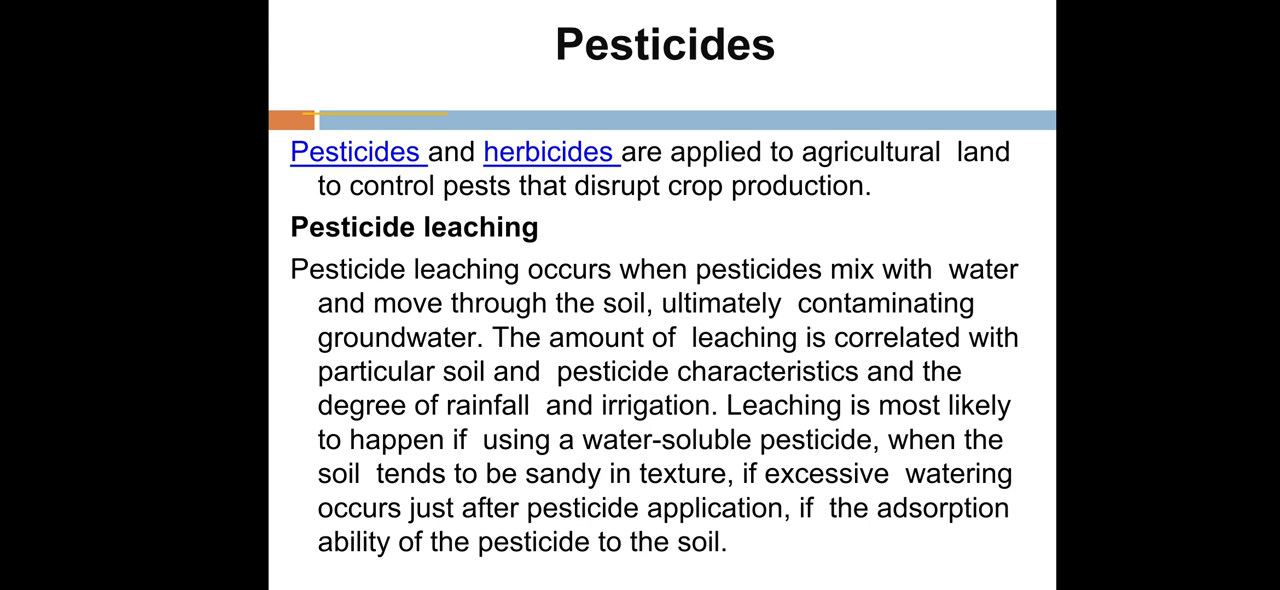 Pesticides
Pesticides and herbicides are applied to agricultural land
to control pests that disrupt crop production.
Pesticide leaching
Pesticide leaching occurs when pesticides mix with water
and move through the soil, ultimately contaminating
groundwater. The amount of leaching is correlated with
particular soil and pesticide characteristics and the
degree of rainfall and irrigation. Leaching is most likely
to happen if using a water-soluble pesticide, when the
soil tends to be sandy in texture, if excessive watering
occurs just after pesticide application, if the adsorption
ability of the pesticide to the soil.